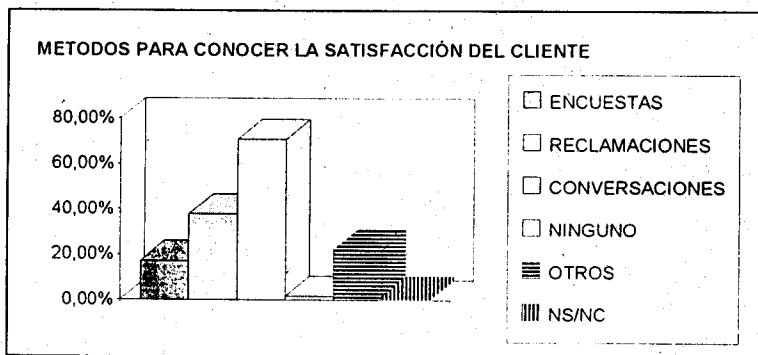 METODOS PARA CONOCER LA SATISFACCIÓN DEL CLIENTE
80,00%
60,00%
40,00%
20,00%
0,00%
ENCUESTAS
RECLAMACIONES
CONVERSACIONES
NINGUNO
OTROS
NS/NC